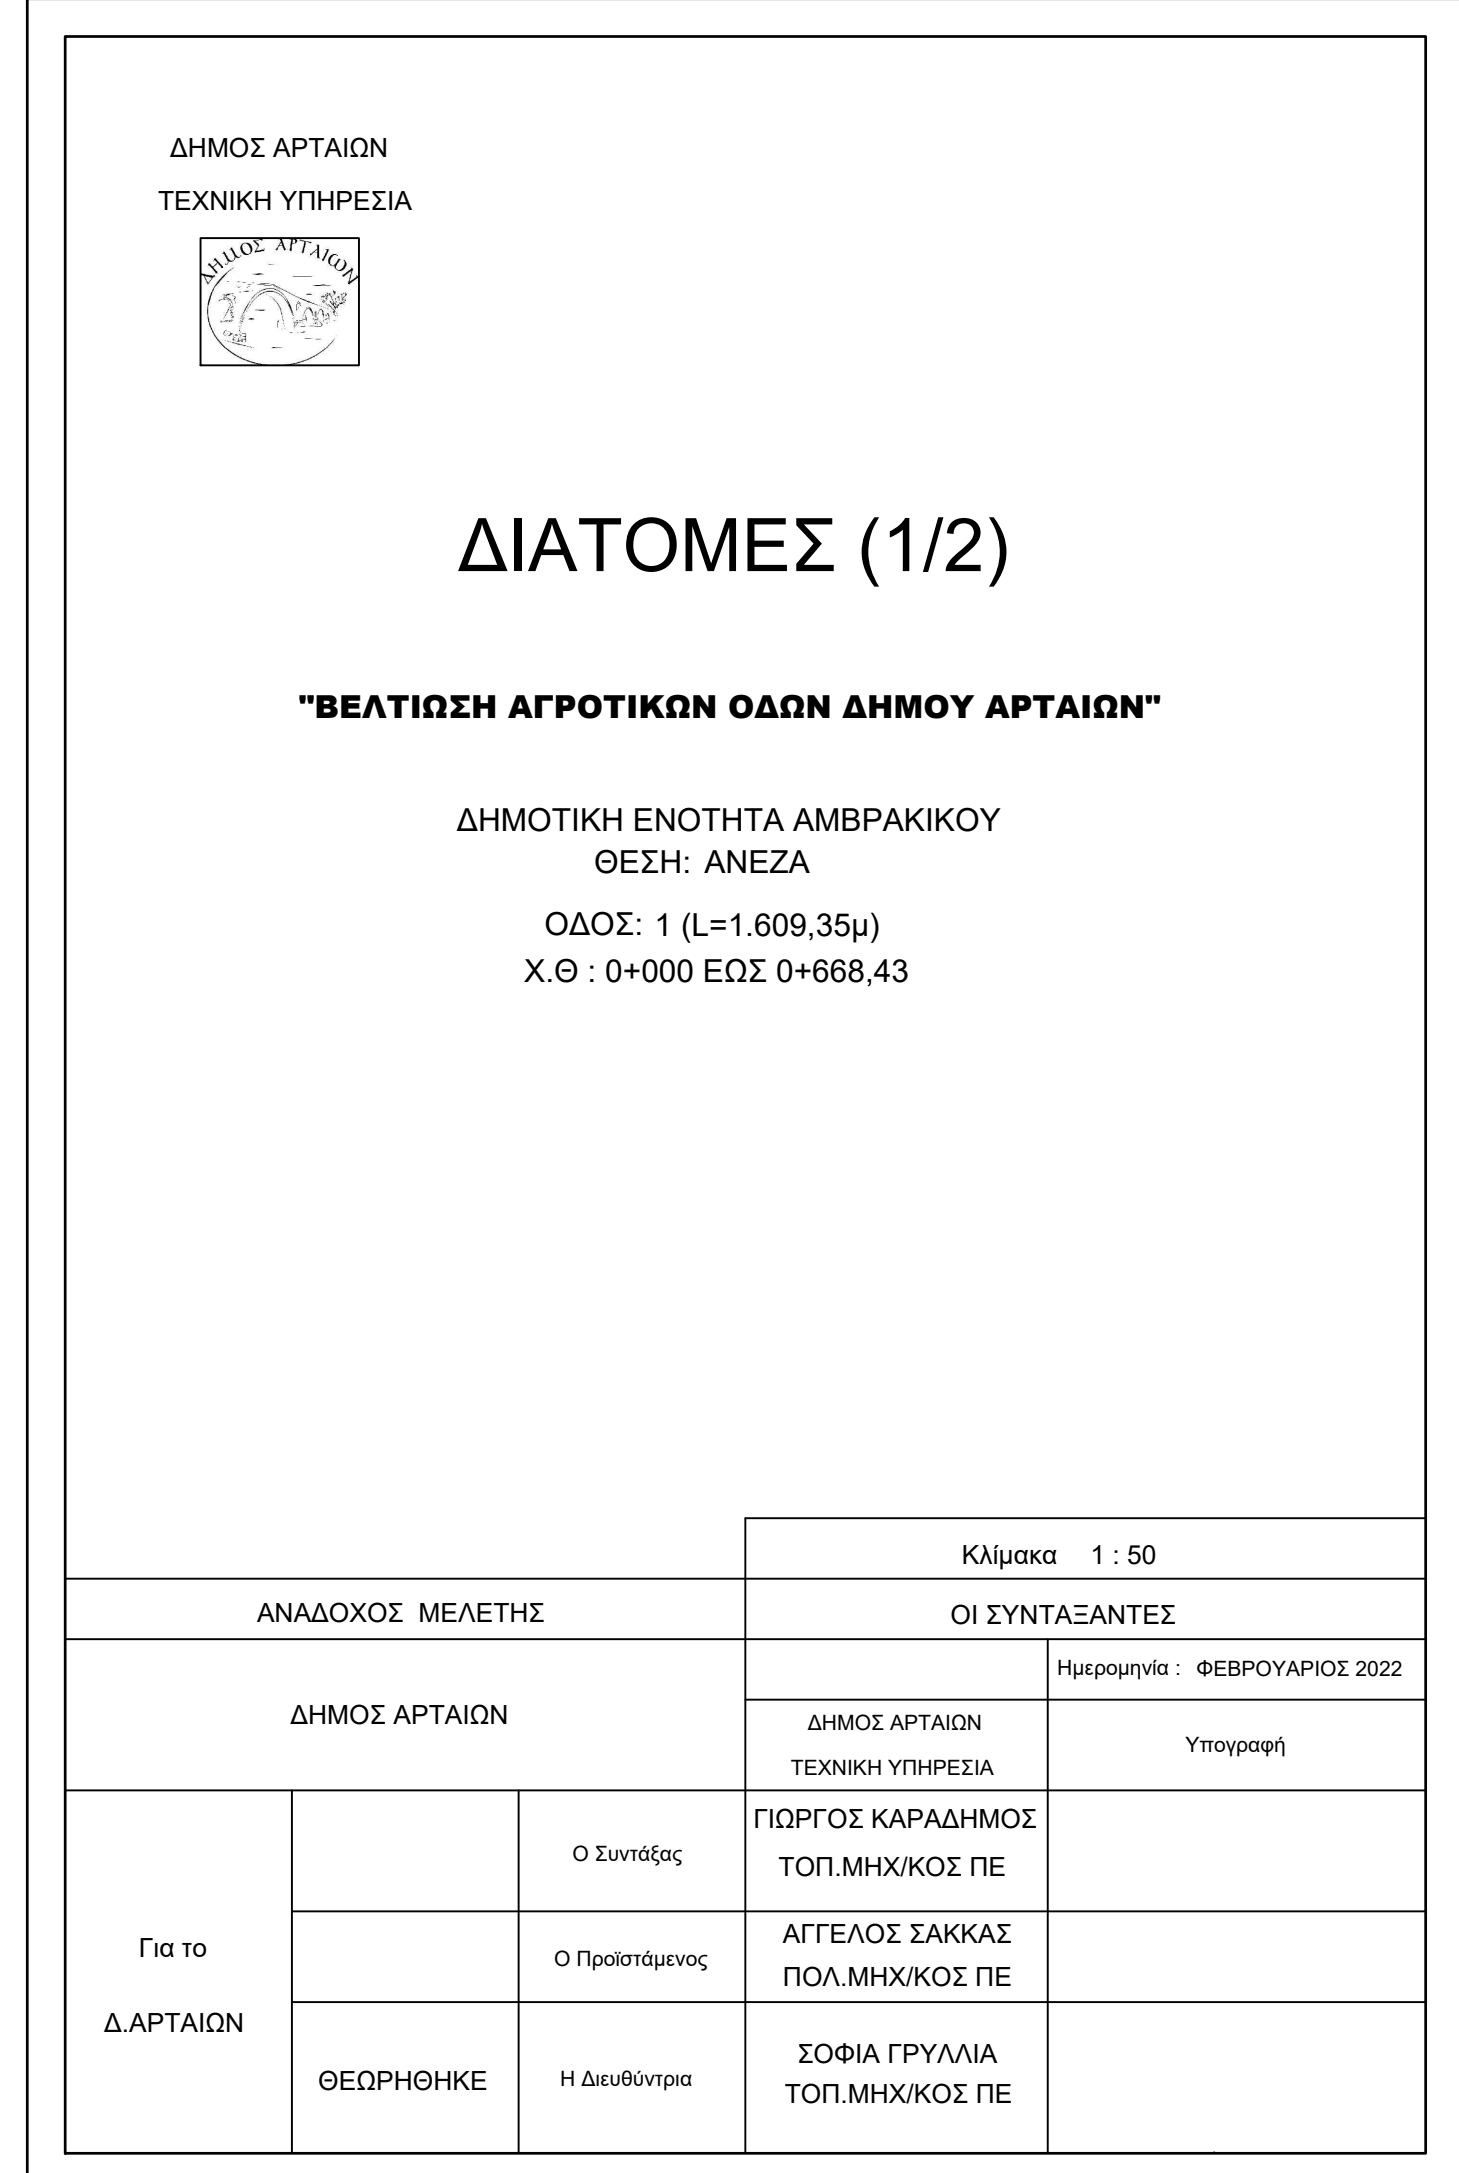 ΔΗΜΟΣ ΑΡΤΑΙΩΝ
ΤΕΧΝΙΚΗ ΥΠΗΡΕΣΙΑ
ΔΗΜΟΣ ΑΡΤΑΙΩΝ
ΔΙΑΤΟΜΕΣ (1/2)
"ΒΕΛΤΙΩΣΗ ΑΓΡΟΤΙΚΩΝ ΟΔΩΝ ΔΗΜΟΥ ΑΡΤΑΙΩΝ"
ΔΗΜΟΤΙΚΗ ΕΝΟΤΗΤΑ ΑΜΒΡΑΚΙΚΟΥ
ΘΕΣΗ: ΑΝΕΖΑ
ΟΔΟΣ: 1 (L=1.609,35μ)
Χ.Θ : 0+000 ΕΩΣ 0+668,43
Κλίμακα 1 : 50
ΑΝΑΔΟΧΟΣ ΜΕΛΕΤΗΣ
ΟΙ ΣΥΝΤΑΞΑΝΤΕΣ
Ημερομηνία : ΦΕΒΡΟΥΑΡΙΟΣ 2022
ΔΗΜΟΣ ΑΡΤΑΙΩΝ
ΔΗΜΟΣ ΑΡΤΑΙΩΝ
ΤΕΧΝΙΚΗ ΥΠΗΡΕΣΙΑ
Υπογραφή
Για το
Δ.ΑΡΤΑΙΩΝ
Ο Συντάξας
ΓΙΩΡΓΟΣ ΚΑΡΑΔΗΜΟΣ
ΤΟΠ.ΜΗΧ/ΚΟΣ ΠΕ
Ο Προϊστάμενος
ΑΓΓΕΛΟΣ ΣΑΚΚΑΣ
ΠΟΛ.ΜΗΧ/ΚΟΣ ΠΕ
ΘΕΩΡΗΘΗΚΕ
Η Διευθύντρια
ΣΟΦΙΑ ΓΡΥΛΛΙΑ
ΤΟΠ.ΜΗΧ/ΚΟΣ ΠΕ